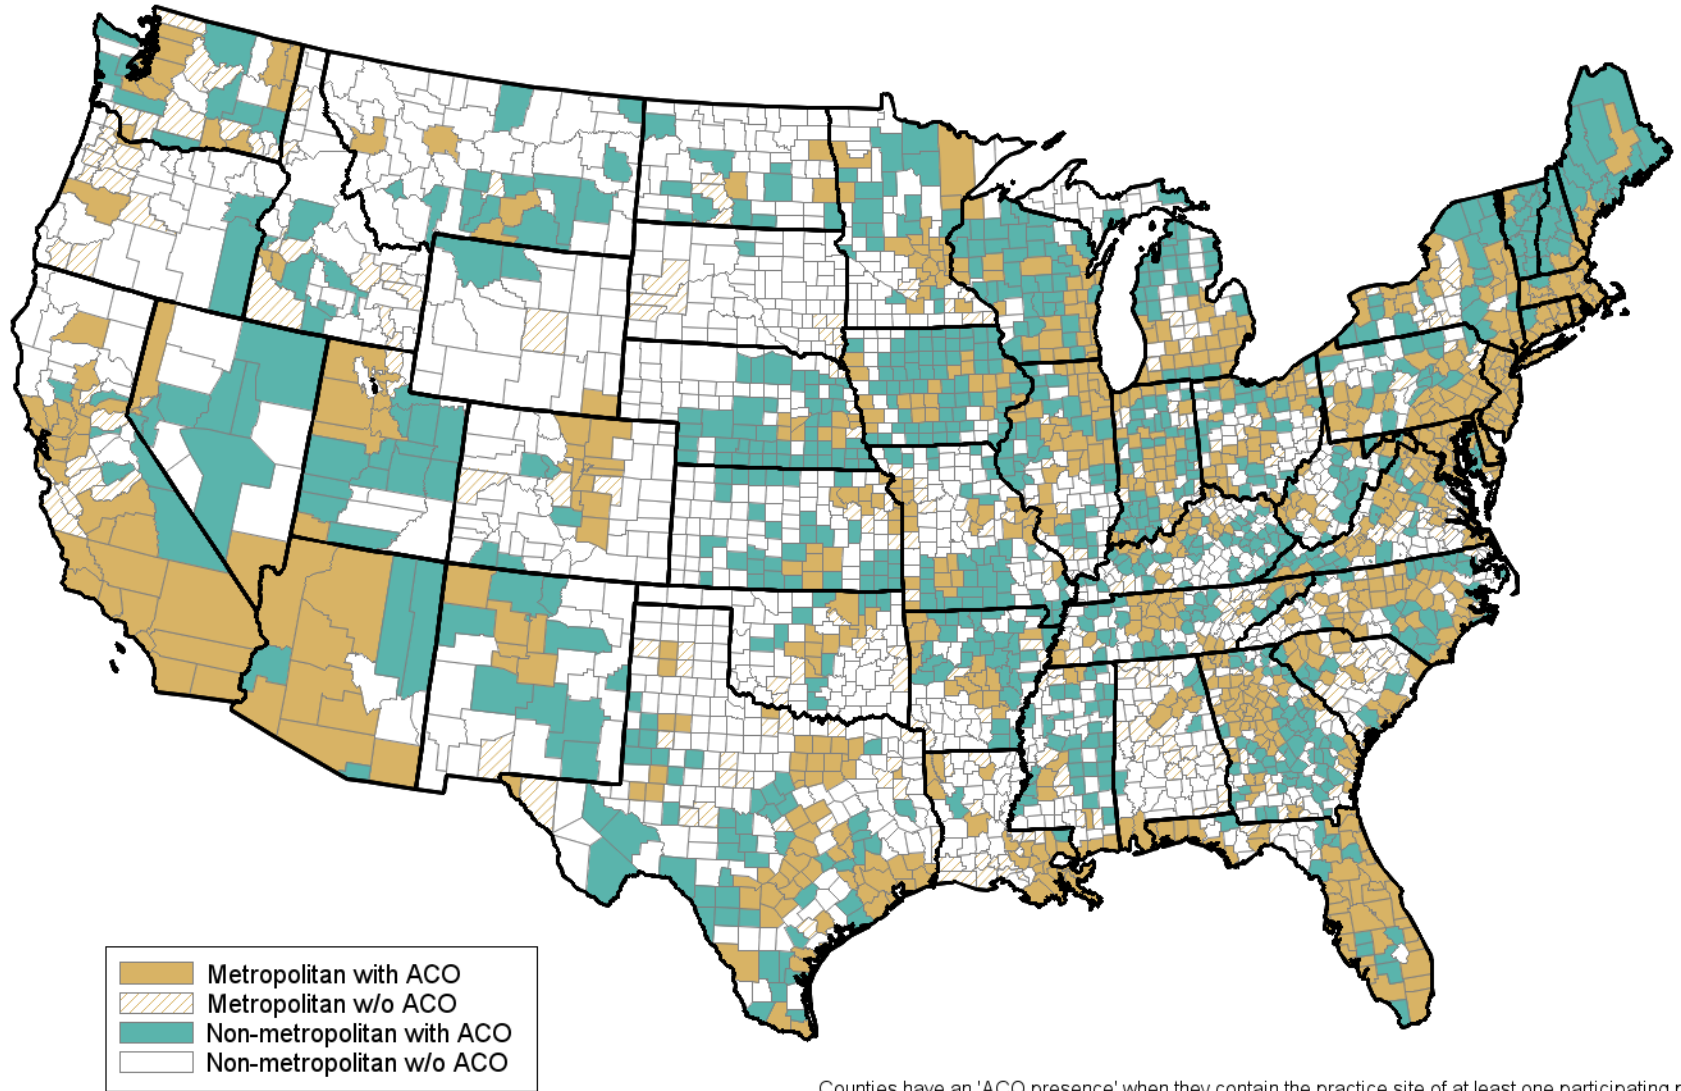 Metropolitan with ACO
Metropolitan w/o ACO
Non-metropolitan with ACO
Non-metropolitan w/o ACO
Counties have an 'ACO presence' when they contain the practice site of at least one participating